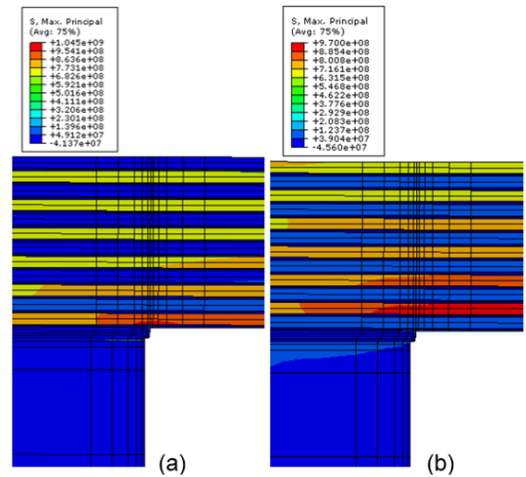 S, Max. Principal
(Avg: 75%)
+1.045e+09
+9.541e+08
+8.636e+08
+7.731e+08
+6.826e+08
+5.921e+08
+5.016e+08
+4.111e+08
+3.206e+08
+2.301e+08
+1.396e+08
+4.912e+07
-4.137e+07
S, Max. Principal
(Avg: 75%)
+9.700e+08
+8.854e+08
+8.008e+08
+7.161e+08
+6.315e+08
+5.468e+08
+4.622e+08
+3.776e+08
+2.929e+08
+2.083e+08
+1.237e+08
+3.904e+07
-4.560e+07
(a)
(b)